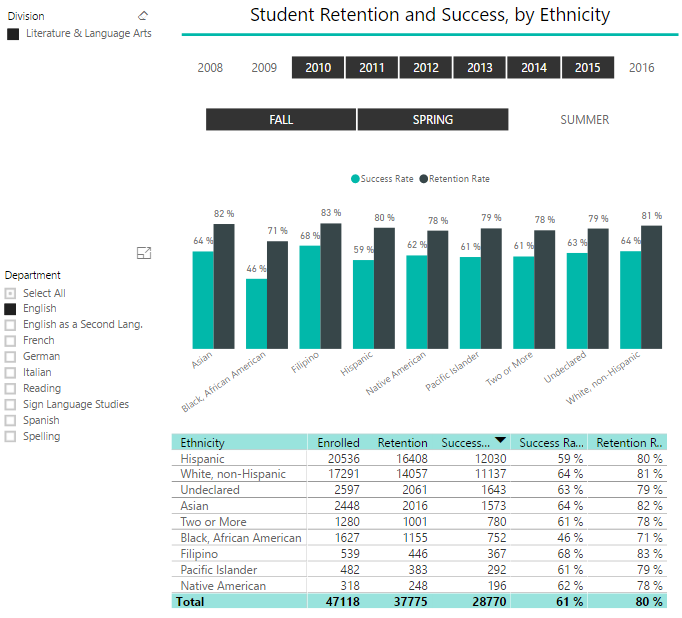 Division
Literature & Language Arts
Student Retention and Success, by Ethnicity
2008 2009 2010 2011 2012 2013 2014 2015 2016
FALL SPRING SUMMER
Success Rate Retention Rate
64 % 82 % 46 % 71 % 68 % 83 % 59 % 80 % 62 % 78 % 61 % 79 % 61 % 78 % 63 % 79 % 64 % 81 %
Asian
Black, African American
Filipino
Hispanic
Native American
Pacific Islander
Two or More
Undeclared
White, non-Hispanic
Department
Select All
English
English as a Second Lang.
French
German
Italian
Reading
Sign Language Studies
Spanish
Spelling
Ethnicity Enrolled Retention Success... Success Ra... Retention R..
Hispanic 20536 16408 12030 59 % 80 %
White, non-Hispanic 17291 14057 11137 64 % 81 %
Undeclared 2597 2061 1643 63 % 79 %
Asian 2448 2016 1573 64 % 82 %
Two or More 1280 1001 780 61 % 78 %
Black, African American 1627 1155 752 46 % 71 %
Filipino 539 446 367 68 % 83 %
Pacific Islander 482 383 292 61 % 79 %
Native American 318 248 196 62 % 78 %
Total 47118 37775 28770 61 % 80 %